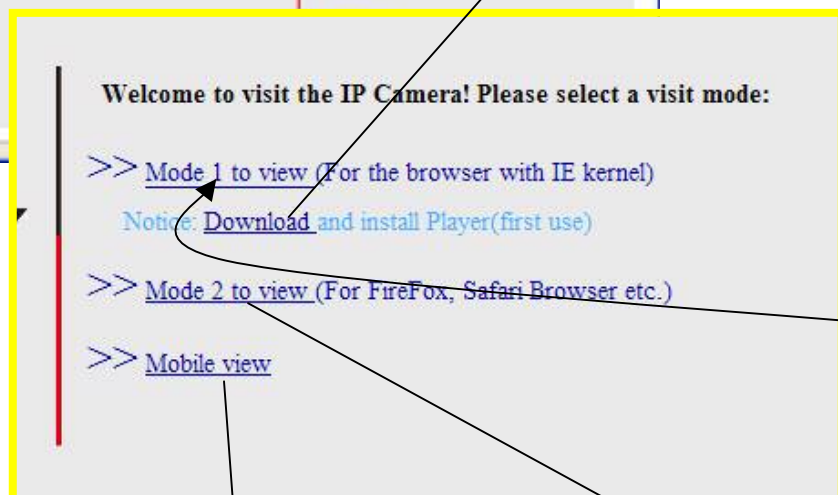 Welcome to visit the IP Camera! Please select a visit mode:
>> Mode 1 to view (For the browser with IE kernel)
Notice: Download and install Player(first use)
>> Mode 2 to view (For FireFox, Safari Browser etc.)
>> Mobile view